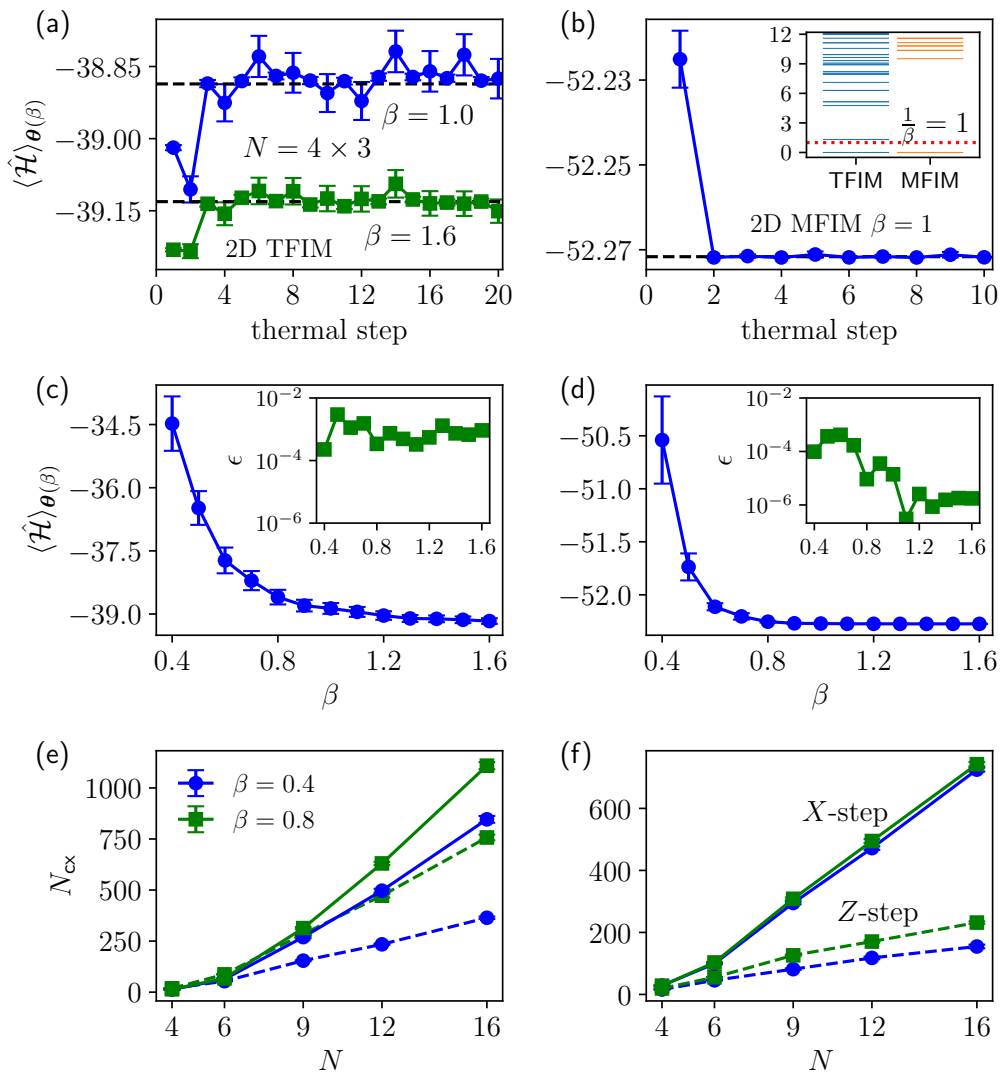 (a)
−38.85
−39.00
−39.15
⟨Ĥ⟩θ(β)
β = 1.0
N = 4 × 3
β = 1.6
2D TFIM
0 4 8 12 16 20
thermal step
(b)
−52.23
−52.25
−52.27
12
9
6
3
0
1/β = 1
TFIM MFIM
2D MFIM β = 1
0 2 4 6 8 10
thermal step
(c)
−34.5
−36.0
−37.5
−39.0
⟨Ĥ⟩θ(β)
10⁻²
10⁻⁴
10⁻⁶
ϵ
0.4 0.8 1.2 1.6
0.4 0.8 1.2 1.6
β
(d)
−50.5
−51.0
−51.5
−52.0
10⁻²
10⁻⁴
10⁻⁶
ϵ
0.4 0.8 1.2 1.6
0.4 0.8 1.2 1.6
β
(e)
1000
750
500
250
0
N_cx
β = 0.4
β = 0.8
4 6 9 12 16
N
(f)
600
400
200
0
X-step
Z-step
4 6 9 12 16
N